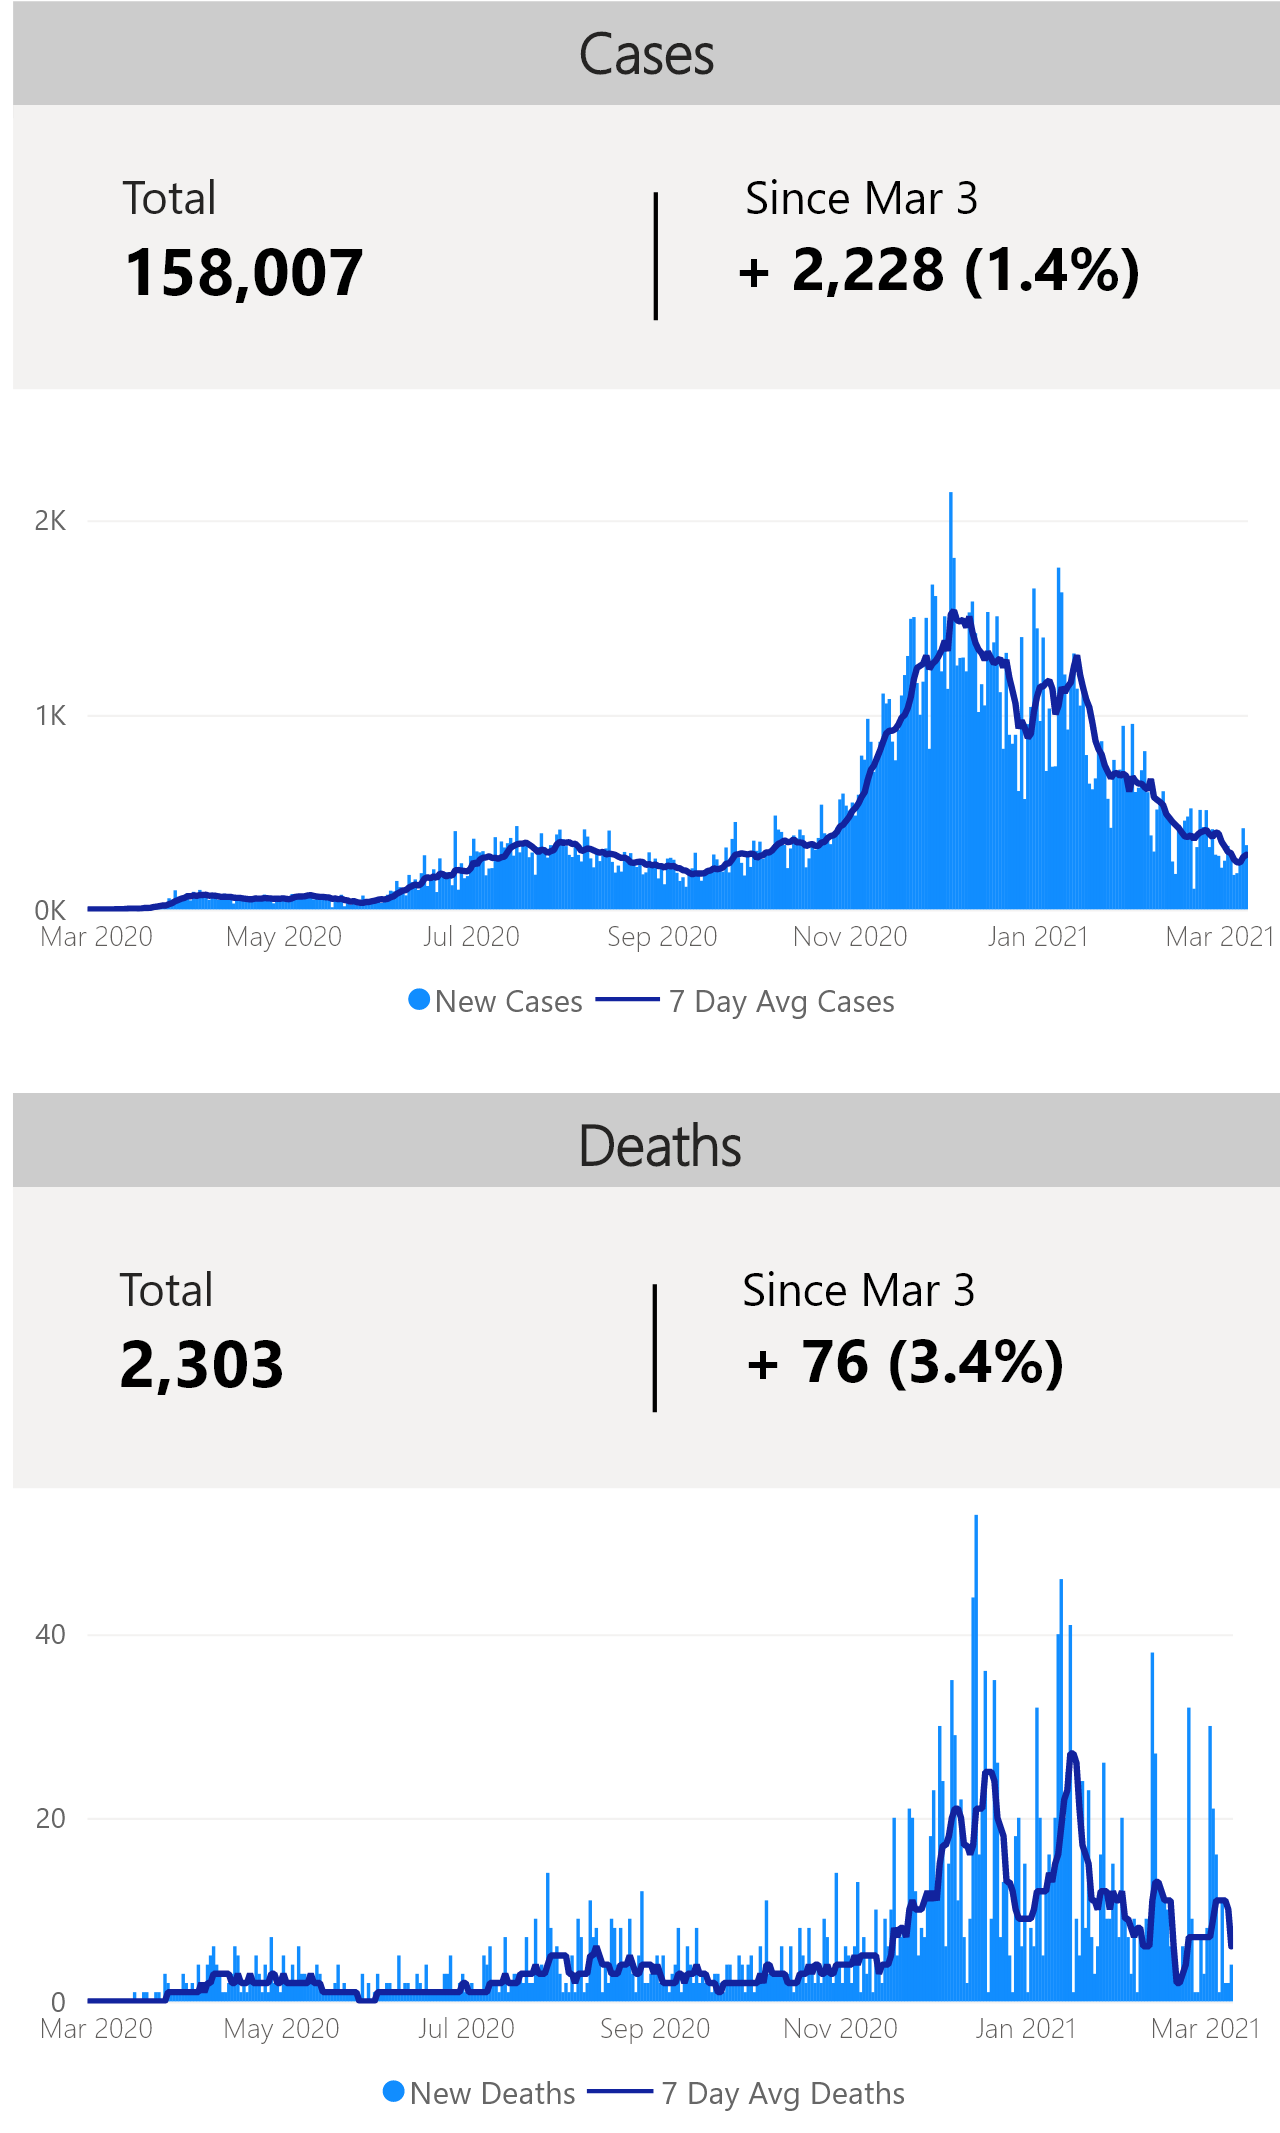 Cases
Total
Since Mar 3
158,007
+ 2,228 (1.4%)
2K
1K
0K
Mar 2020 May 2020 Jul 2020 Sep 2020 Nov 2020 Jan 2021 Mar 2021
New Cases 7 Day Avg Cases
Deaths
Total
Since Mar 3
2,303
+ 76 (3.4%)
40
20
0
Mar 2020 May 2020 Jul 2020 Sep 2020 Nov 2020 Jan 2021 Mar 2021
New Deaths 7 Day Avg Deaths